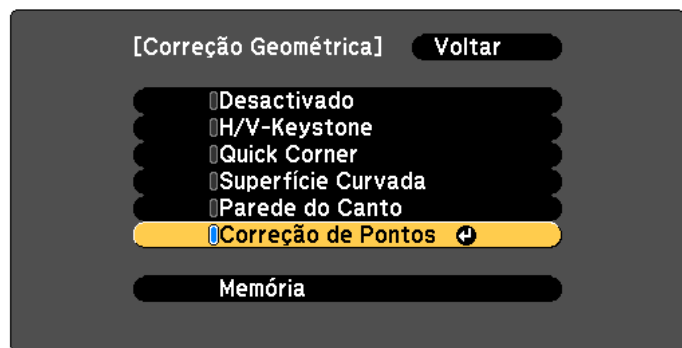 [Correção Geométrica] Voltar
Desactivado
H/V-Keystone
Quick Corner
Superfície Curvada
Parede do Canto
Correção de Pontos
Memória